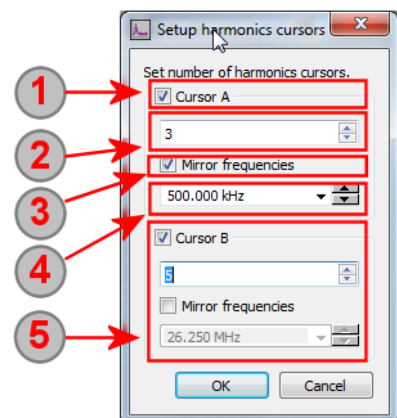 Setup harmonics cursors
Set number of harmonics cursors.
1
Cursor A
2
3
3
Mirror frequencies
4
500.000 kHz
5
Cursor B
5
Mirror frequencies
26.250 MHz
OK
Cancel